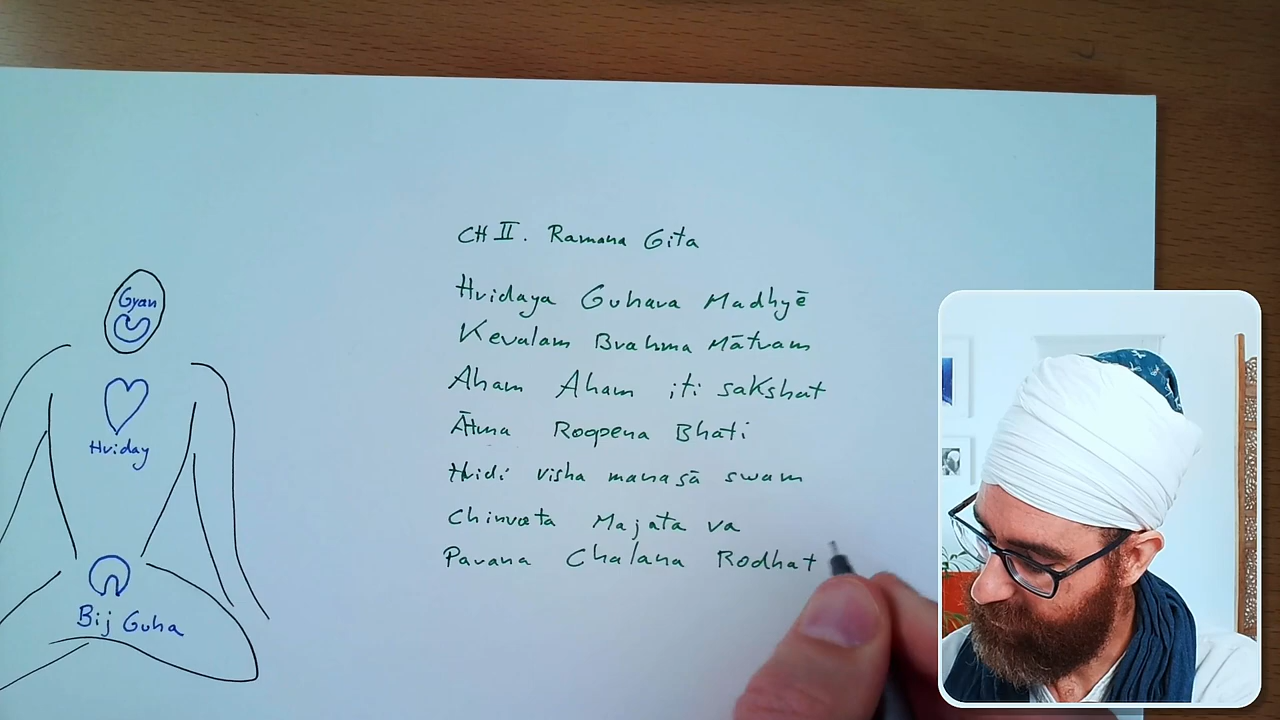 CH II. Ramana Gita
Hridaya Guhara Madhyē
Kevalam Brahma Mātram
Aham Aham iti sakshat
Ātma Roopena Bhati
Hridi visha manasā swam
Chinvata Majata va
Pavana Chalana Rodhat
Gyan
Hriday
Bij Guha